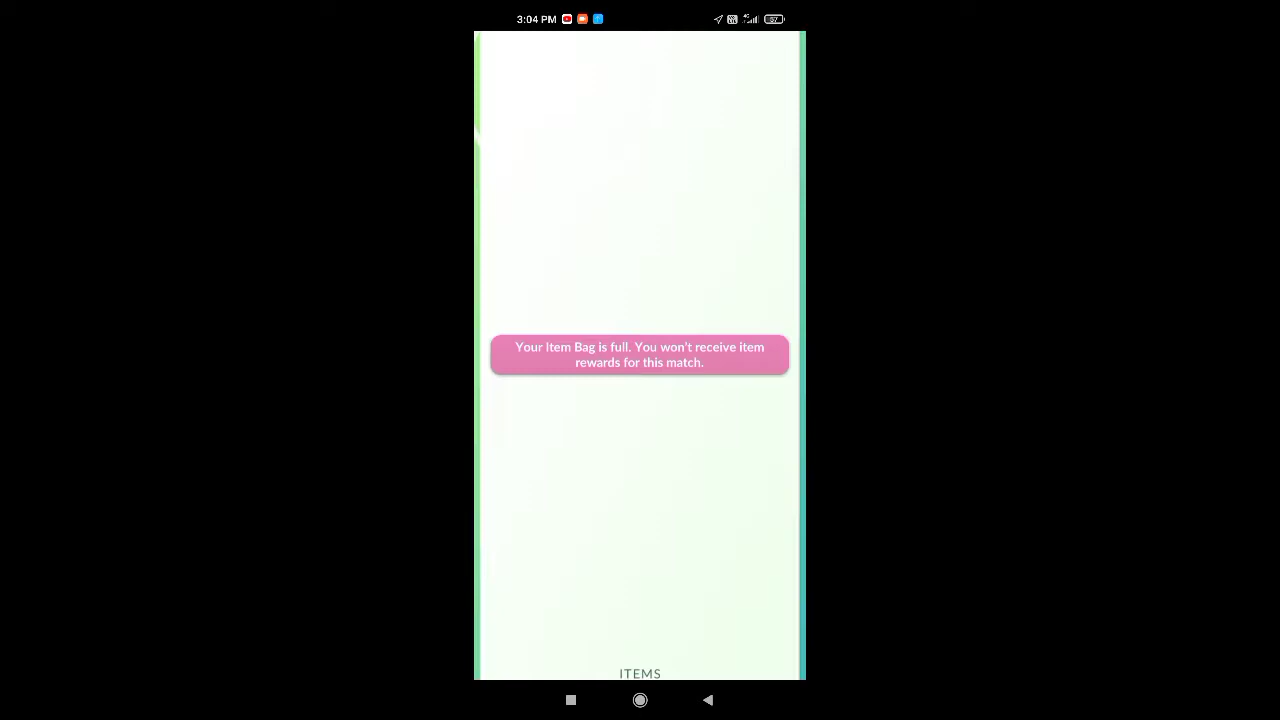 3:04 PM
Your Item Bag is full. You won't receive item
rewards for this match.
ITEMS